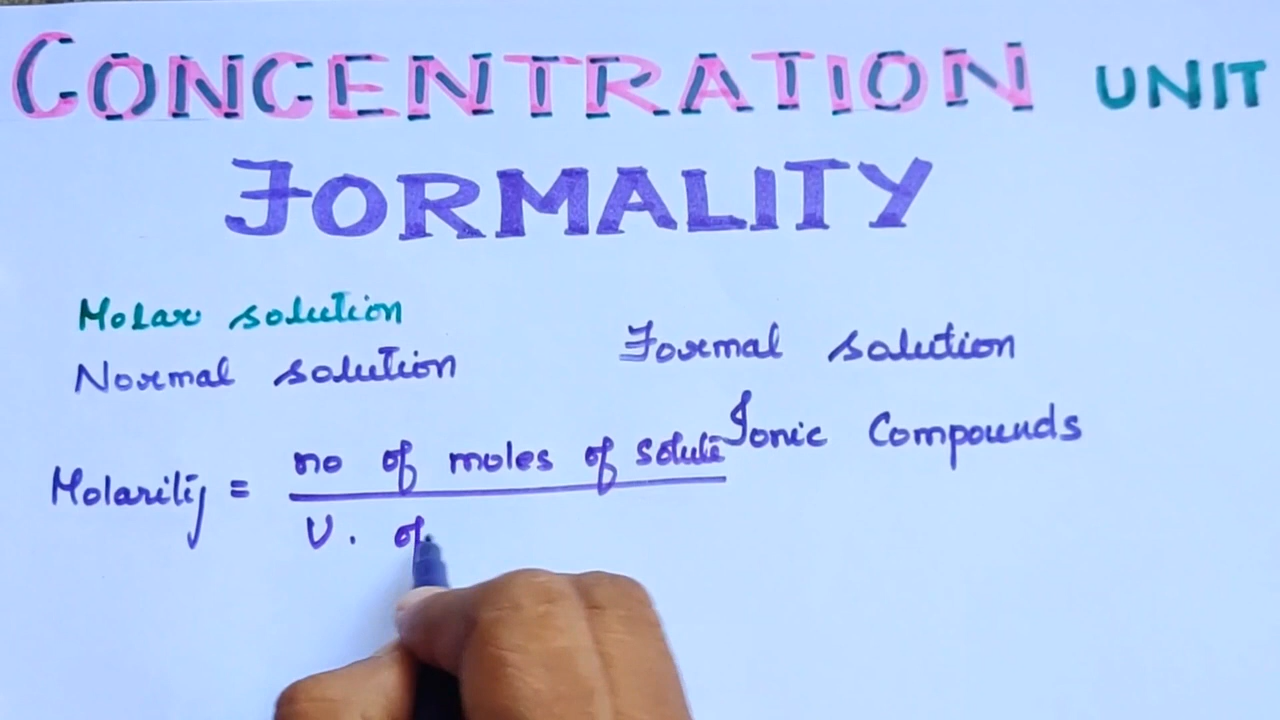 CONCENTRATION UNIT
FORMALITY
Molar solution
Normal solution
Formal solution
Ionic Compounds
Molarity = no of moles of solute
V. of